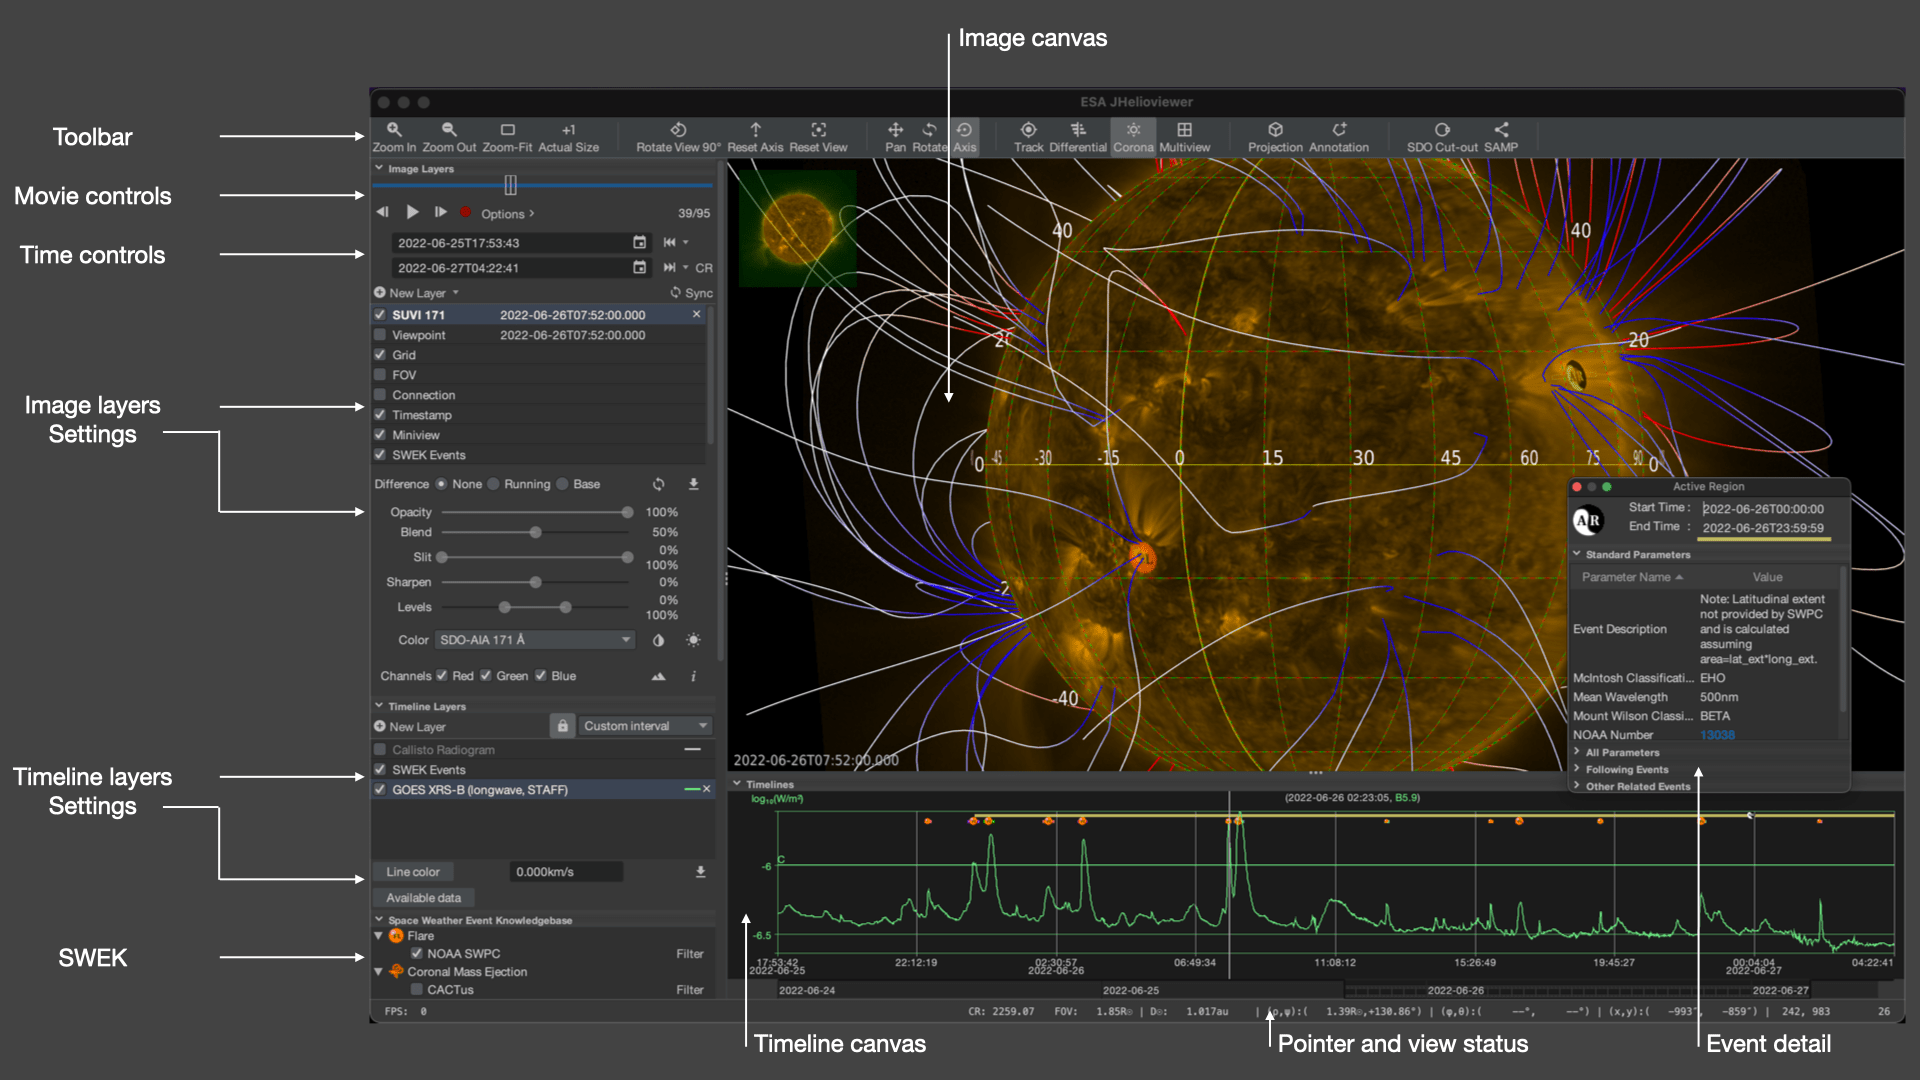 Image canvas
ESA JHelioviewer
Toolbar
Zoom In Zoom Out Zoom-Fit +1 Actual Size Rotate View 90° Reset Axis Reset View Pan Rotate Axis Track Differential Corona Multiview Projection Annotation SDO Cut-out SAMP
Image Layers
Movie controls
Options >
39/95
Time controls
2022-06-25T17:53:43
2022-06-27T04:22:41
CR
New Layer
Sync
SUVI 171 2022-06-26T07:52:00.000
Viewpoint 2022-06-26T07:52:00.000
Grid
FOV
Connection
Timestamp
Miniview
SWEK Events
Image layers
Settings
Difference None Running Base
Opacity 100%
Blend 50%
Slit 0%
100%
Sharpen 0%
Levels 0%
100%
Color SDO-AIA 171 Å
Channels Red Green Blue
i
40 40
20 20
0 -45 -30 -15 0 15 30 45 60 75 90 0
-2
-40
2022-06-26T07:52:00.000
Active Region
AR
Start Time : 2022-06-26T00:00:00
End Time : 2022-06-26T23:59:59
Standard Parameters
Parameter Name Value
Event Description
Note: Latitudinal extent
not provided by SWPC
and is calculated
assuming
area=lat_ext*long_ext.
McIntosh Classificati... EHO
Mean Wavelength 500nm
Mount Wilson Classi... BETA
NOAA Number 13038
All Parameters
Following Events
Other Related Events
Timeline Layers
New Layer
Custom interval
Callisto Radiogram
SWEK Events
GOES XRS-B (longwave, STAFF)
Timeline layers
Settings
Line color 0.000km/s
Available data
Space Weather Event Knowledgebase
Flare
NOAA SWPC Filter
Coronal Mass Ejection
CACTus Filter
SWEK
Timelines
log₁₀(W/m²)
(2022-06-26 02:23:05, B5.9)
C
-6
-6.5
17:53:42 22:12:19 02:30:57 06:49:34 11:08:12 15:26:49 19:45:27 00:04:04 04:22:41
2022-06-25 2022-06-26 2022-06-27
2022-06-24 2022-06-25 2022-06-26 2022-06-27
FPS: 0
CR: 2259.07 FOV: 1.85R☉ | D☉: 1.017au | (ρ,ψ):( 1.39R☉,+130.86°) | (φ,θ):( --°, --°) | (x,y):( -993″, -859″) | 242, 983 26
Timeline canvas
Pointer and view status
Event detail